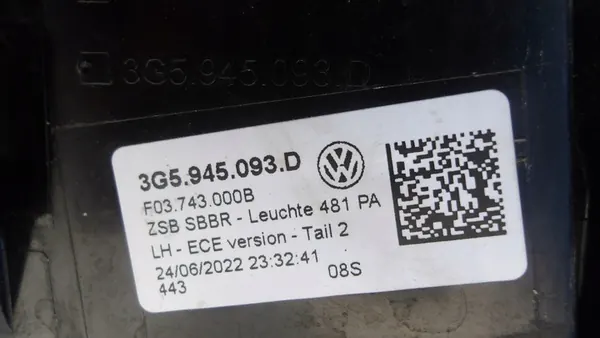 3G5.945.093.D
3G5.945.093.D
F03.743.000B
ZSB SBBR - Leuchte 481 PA
LH - ECE version - Tail 2
24/06/2022 23:32:41
443 08S